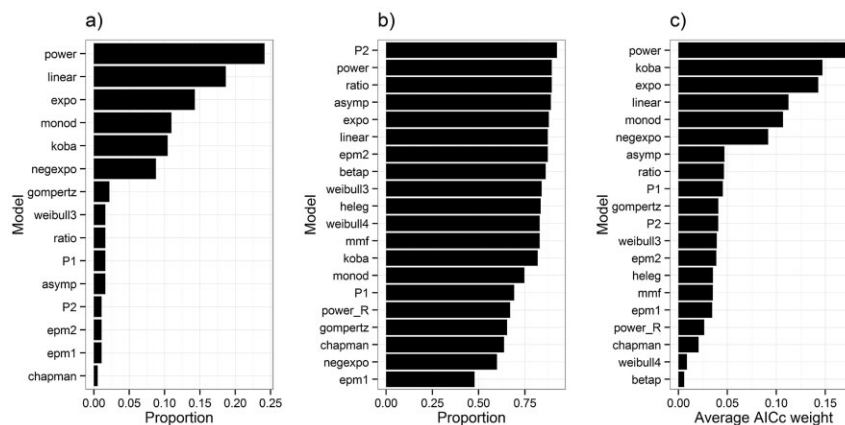 a)
power
linear
expo
monod
koba
negexpo
gompertz
weibull3
ratio
P1
asymp
P2
epm2
epm1
chapman
Model
0.00 0.05 0.10 0.15 0.20 0.25
Proportion
b)
P2
power
ratio
asymp
expo
linear
epm2
betap
weibull3
heleg
weibull4
mmf
koba
monod
P1
power_R
gompertz
chapman
negexpo
epm1
Model
0.00 0.25 0.50 0.75
Proportion
c)
power
koba
expo
linear
monod
negexpo
asymp
ratio
P1
gompertz
P2
weibull3
epm2
heleg
mmf
epm1
power_R
chapman
weibull4
betap
Model
0.00 0.05 0.10 0.15
Average AICc weight